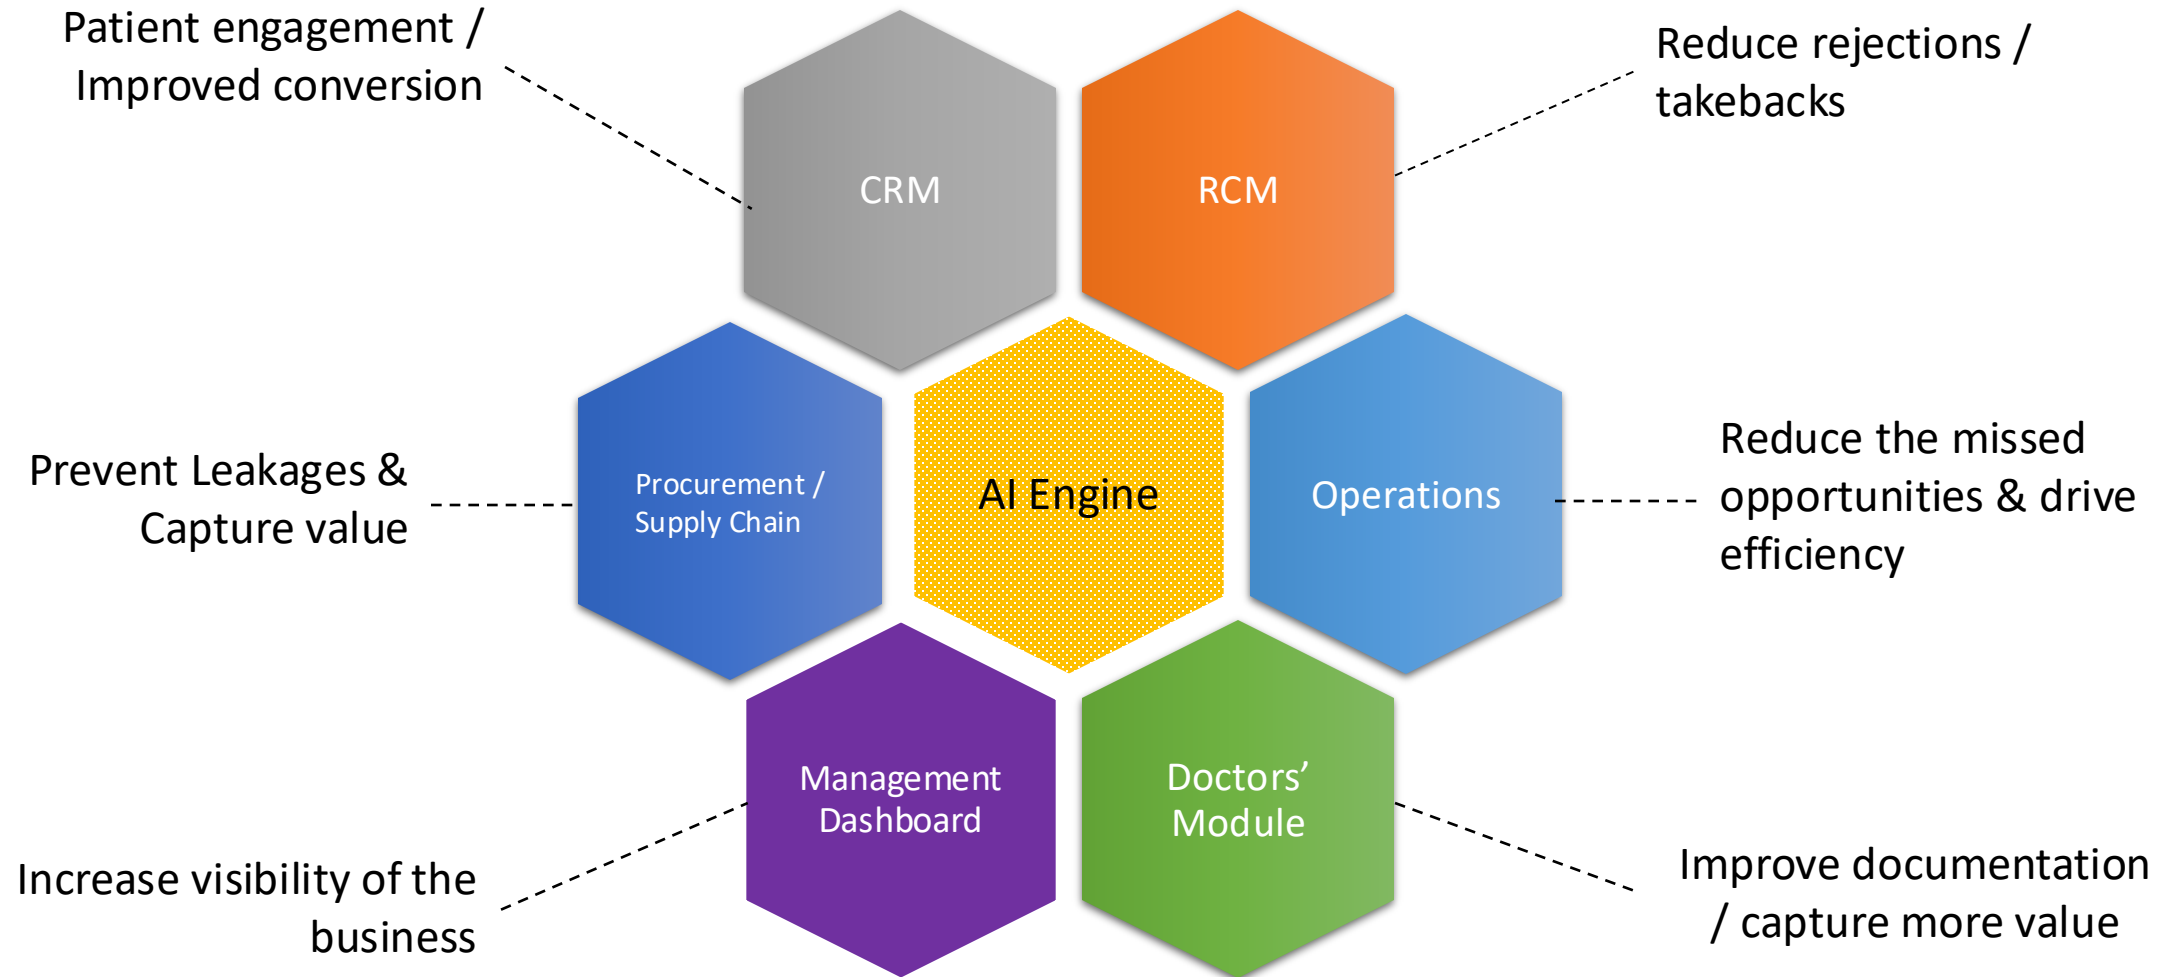 Patient engagement /
Improved conversion
CRM
RCM
Reduce rejections /
takebacks
Prevent Leakages &
Capture value
Procurement /
Supply Chain
AI Engine
Operations
Reduce the missed
opportunities & drive
efficiency
Increase visibility of the
business
Management
Dashboard
Doctors’
Module
Improve documentation
/ capture more value